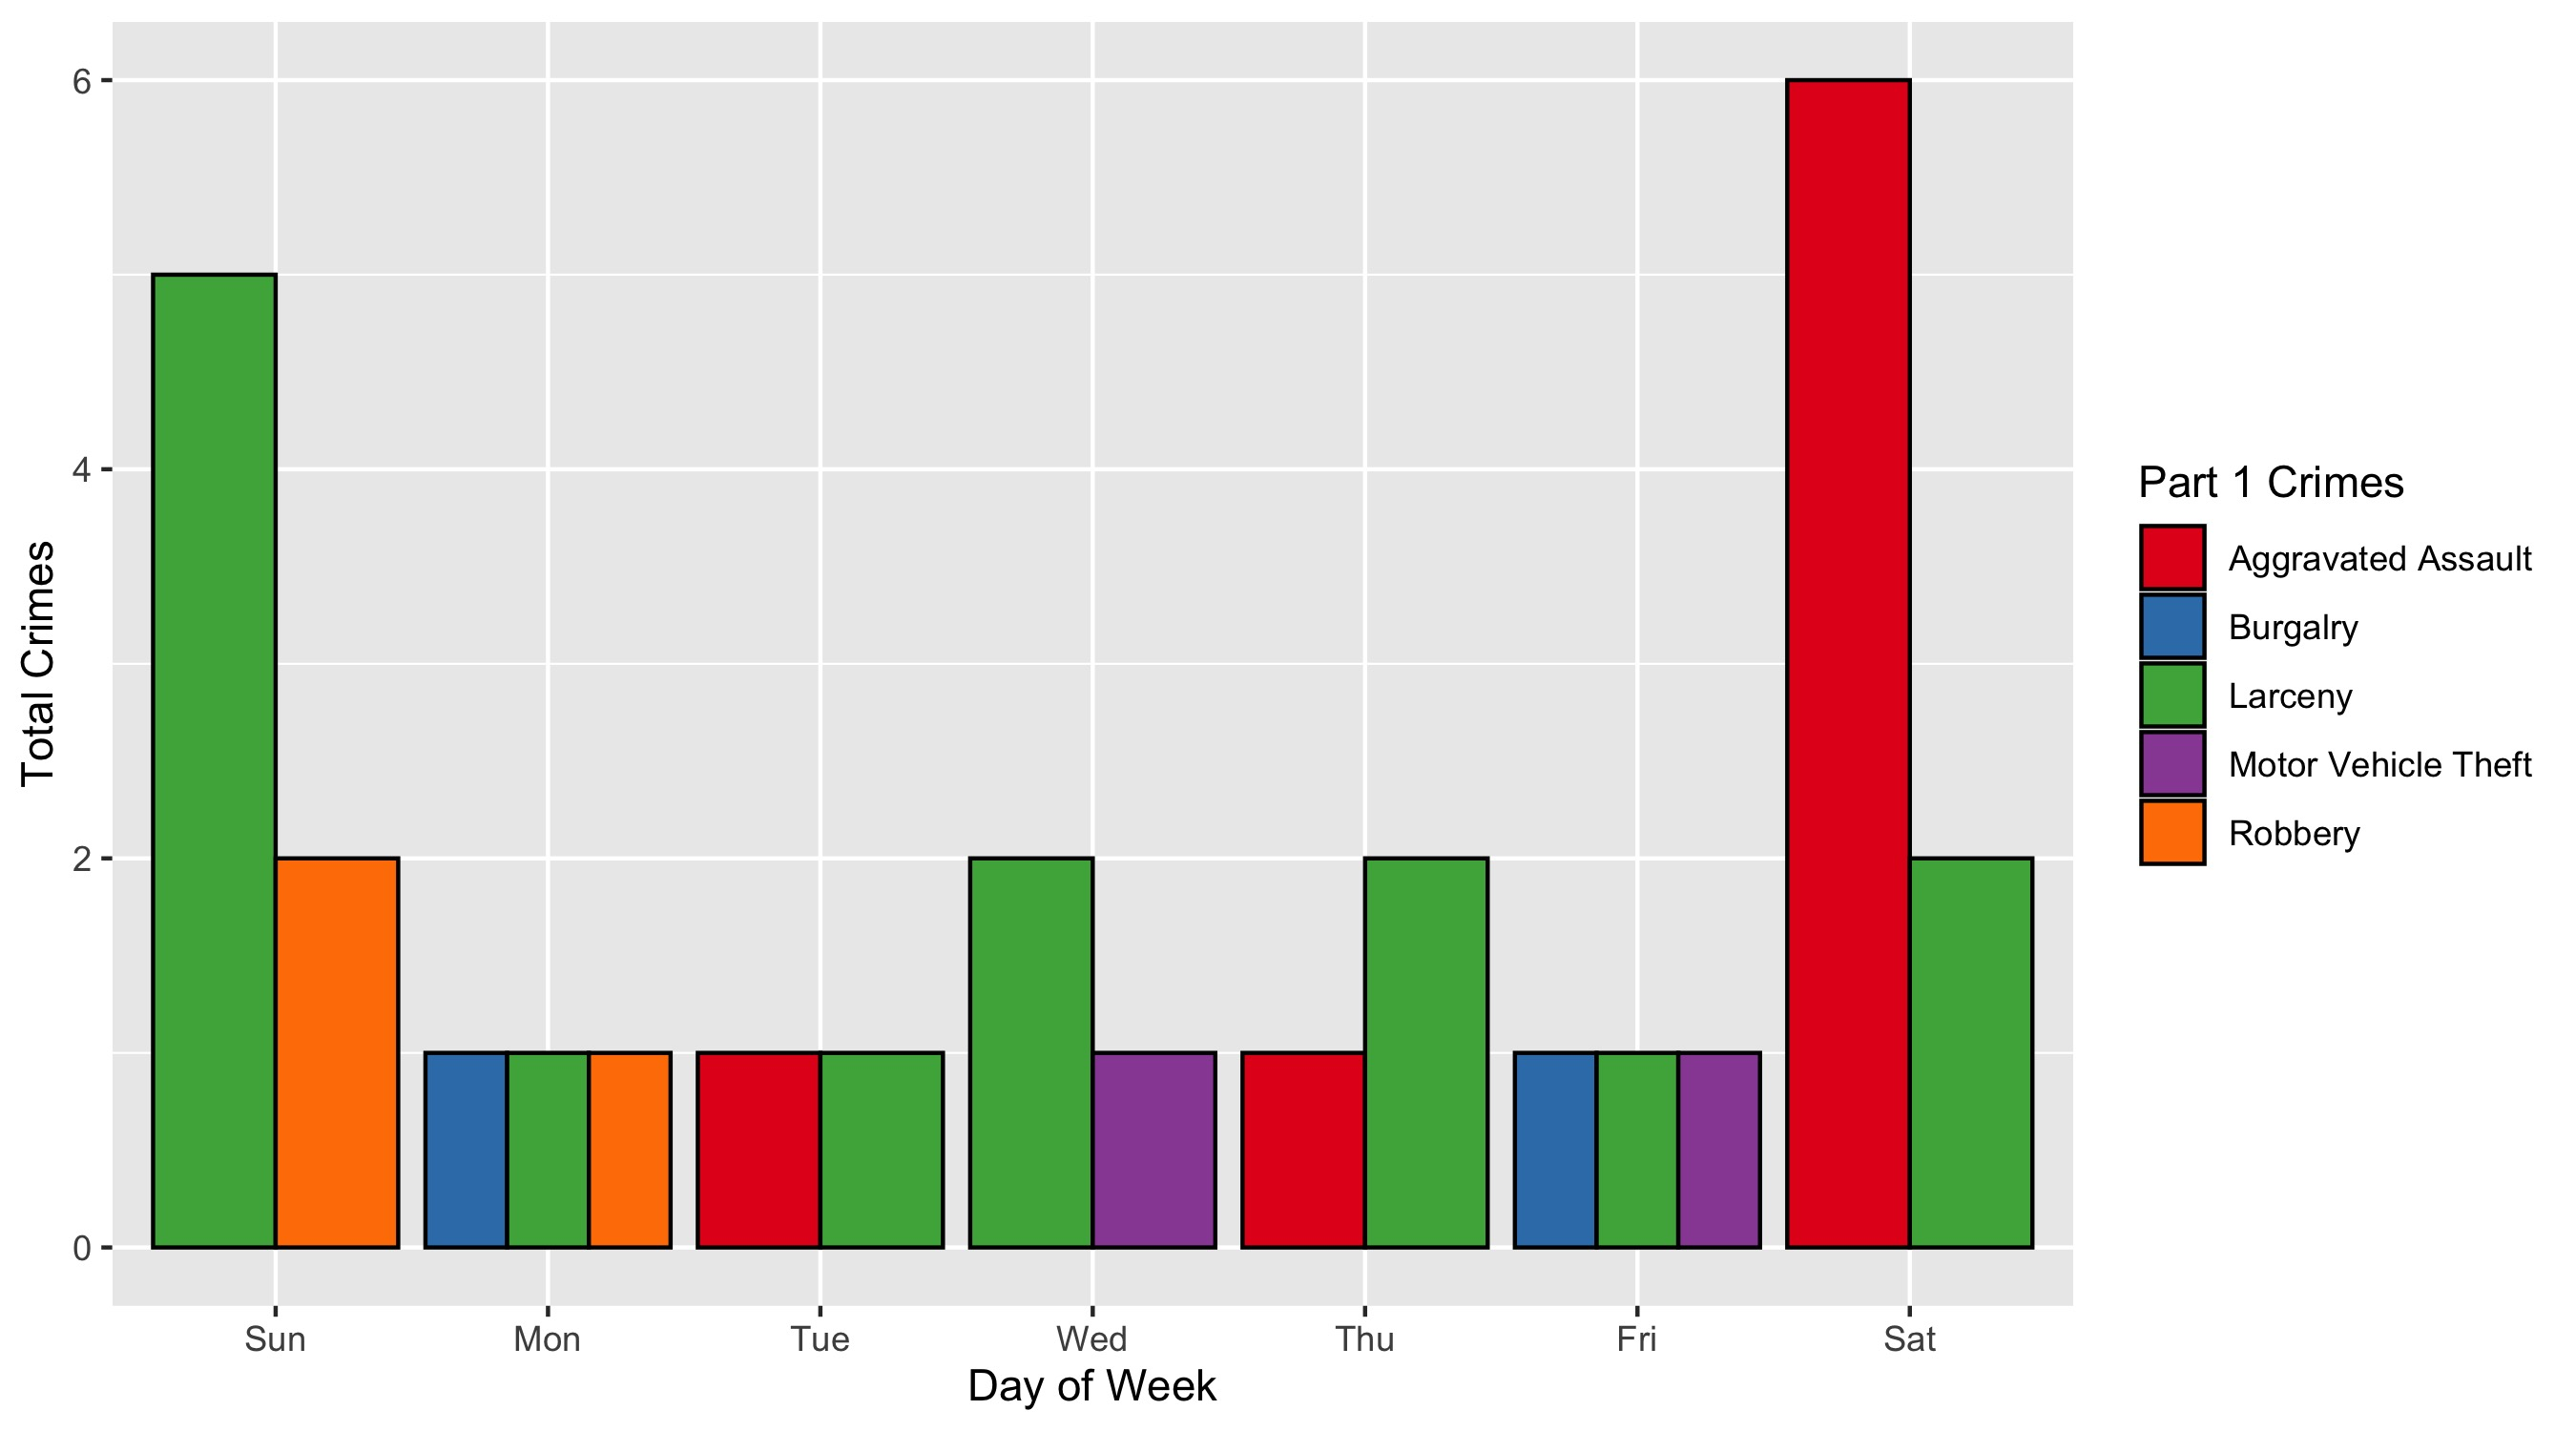 6
4
2
0
Total Crimes
Sun Mon Tue Wed Thu Fri Sat
Day of Week
Part 1 Crimes
Aggravated Assault
Burgalry
Larceny
Motor Vehicle Theft
Robbery